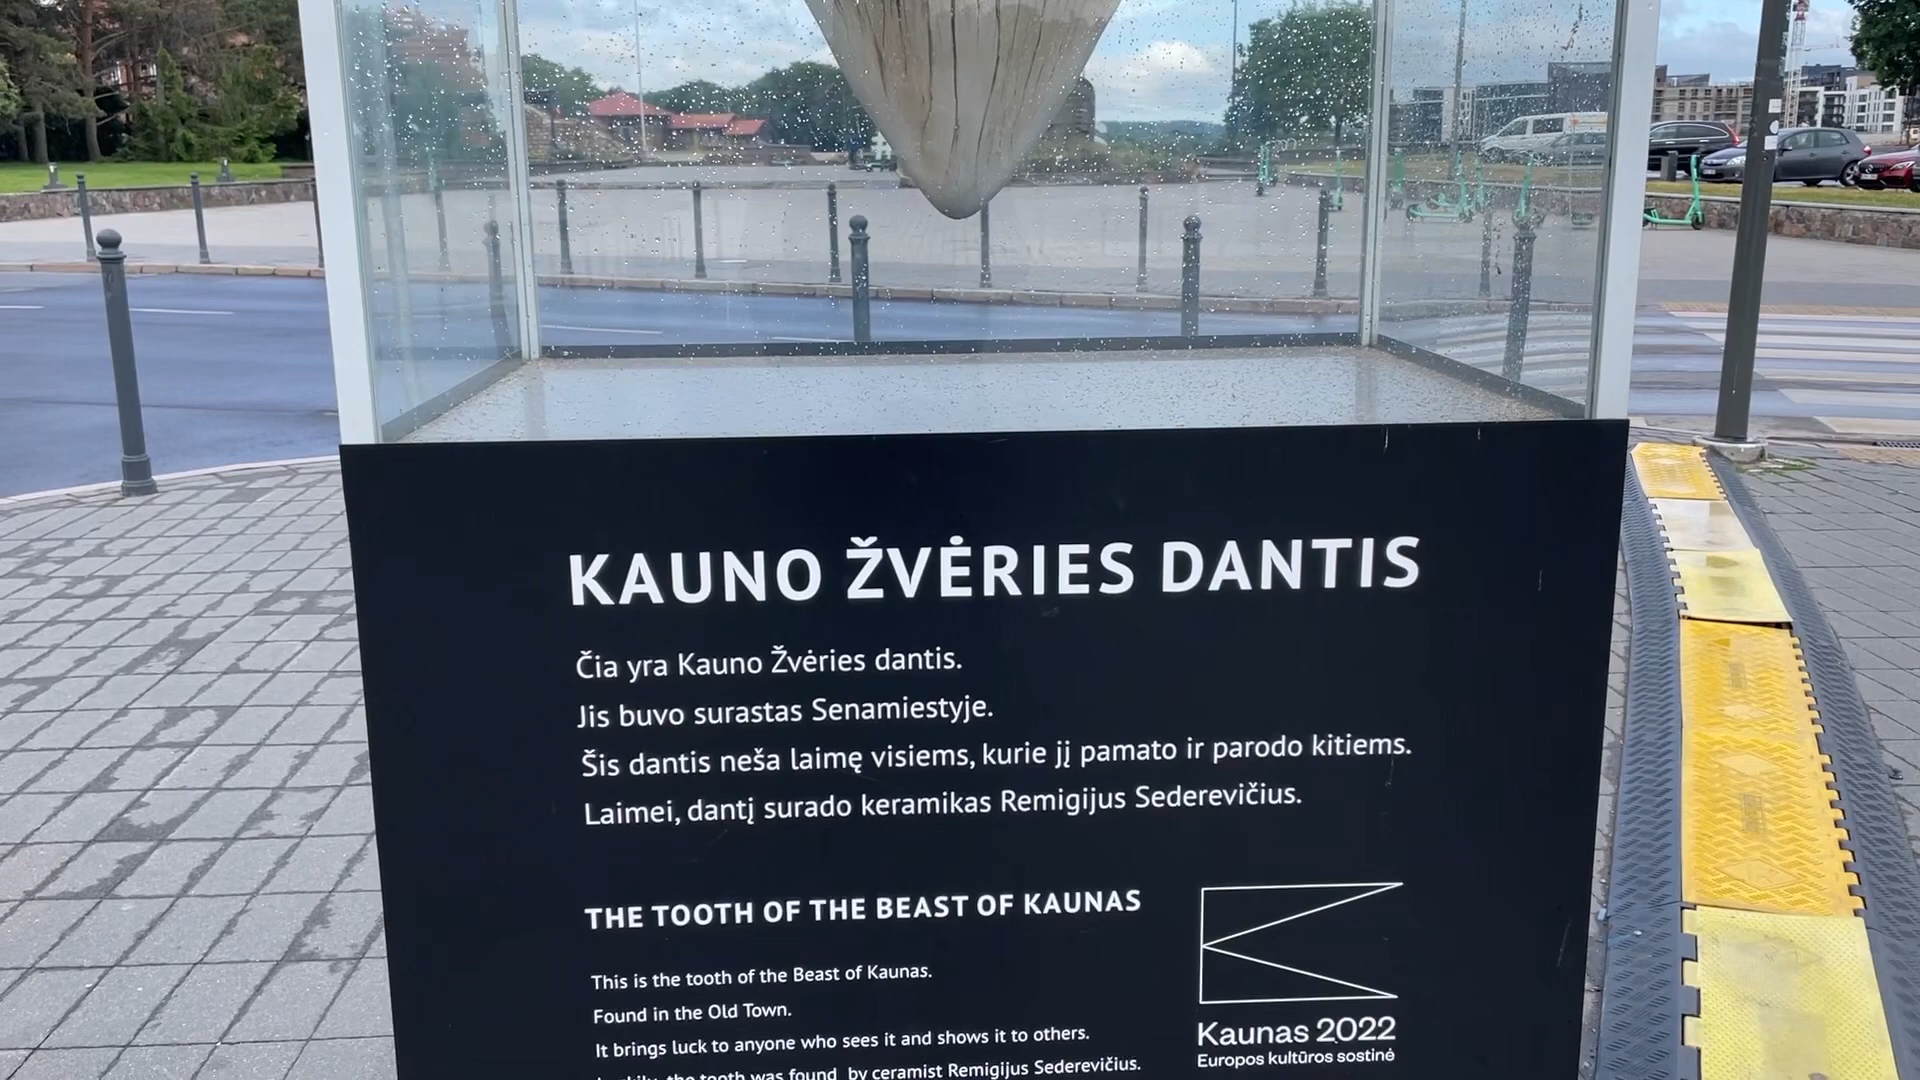 KAUNO ŽVĖRIES DANTIS
Čia yra Kauno Žvėries dantis.
Jis buvo surastas Senamiestyje.
Šis dantis neša laimę visiems, kurie jį pamato ir parodo kitiems.
Laimei, dantį surado keramikas Remigijus Sederevičius.
THE TOOTH OF THE BEAST OF KAUNAS
This is the tooth of the Beast of Kaunas.
Found in the Old Town.
It brings luck to anyone who sees it and shows it to others.
the tooth was found by ceramist Remigijus Sederevičius.
Kaunas 2022
Europos kultūros sostinė